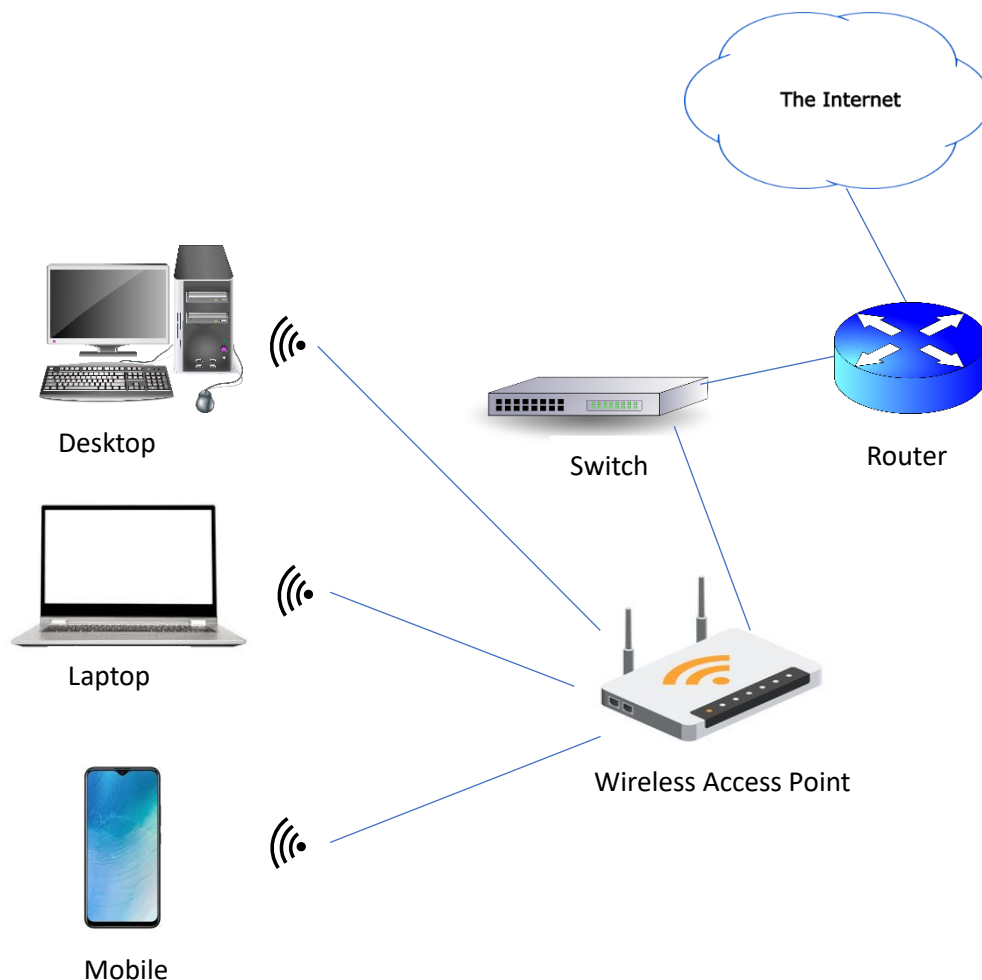 The Internet
Desktop
Switch
Router
Laptop
Wireless Access Point
Mobile